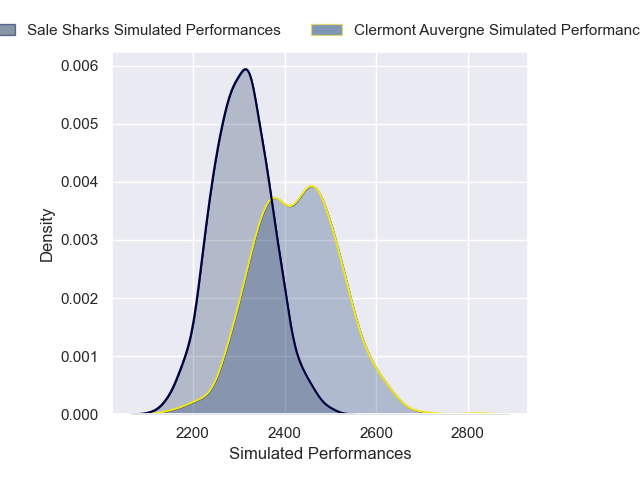 Sale Sharks Simulated Performances
Clermont Auvergne Simulated Performanc
0.006
0.005
0.004
0.003
0.002
0.001
0.000
Density
2200
2400
2600
2800
Simulated Performances